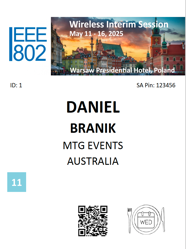 IEEE
802
Wireless Interim Session
May 11 - 16, 2025
Warsaw Presidential Hotel, Poland
ID: 1
SA Pin: 123456
DANIEL
BRANIK
MTG EVENTS
AUSTRALIA
11
WED